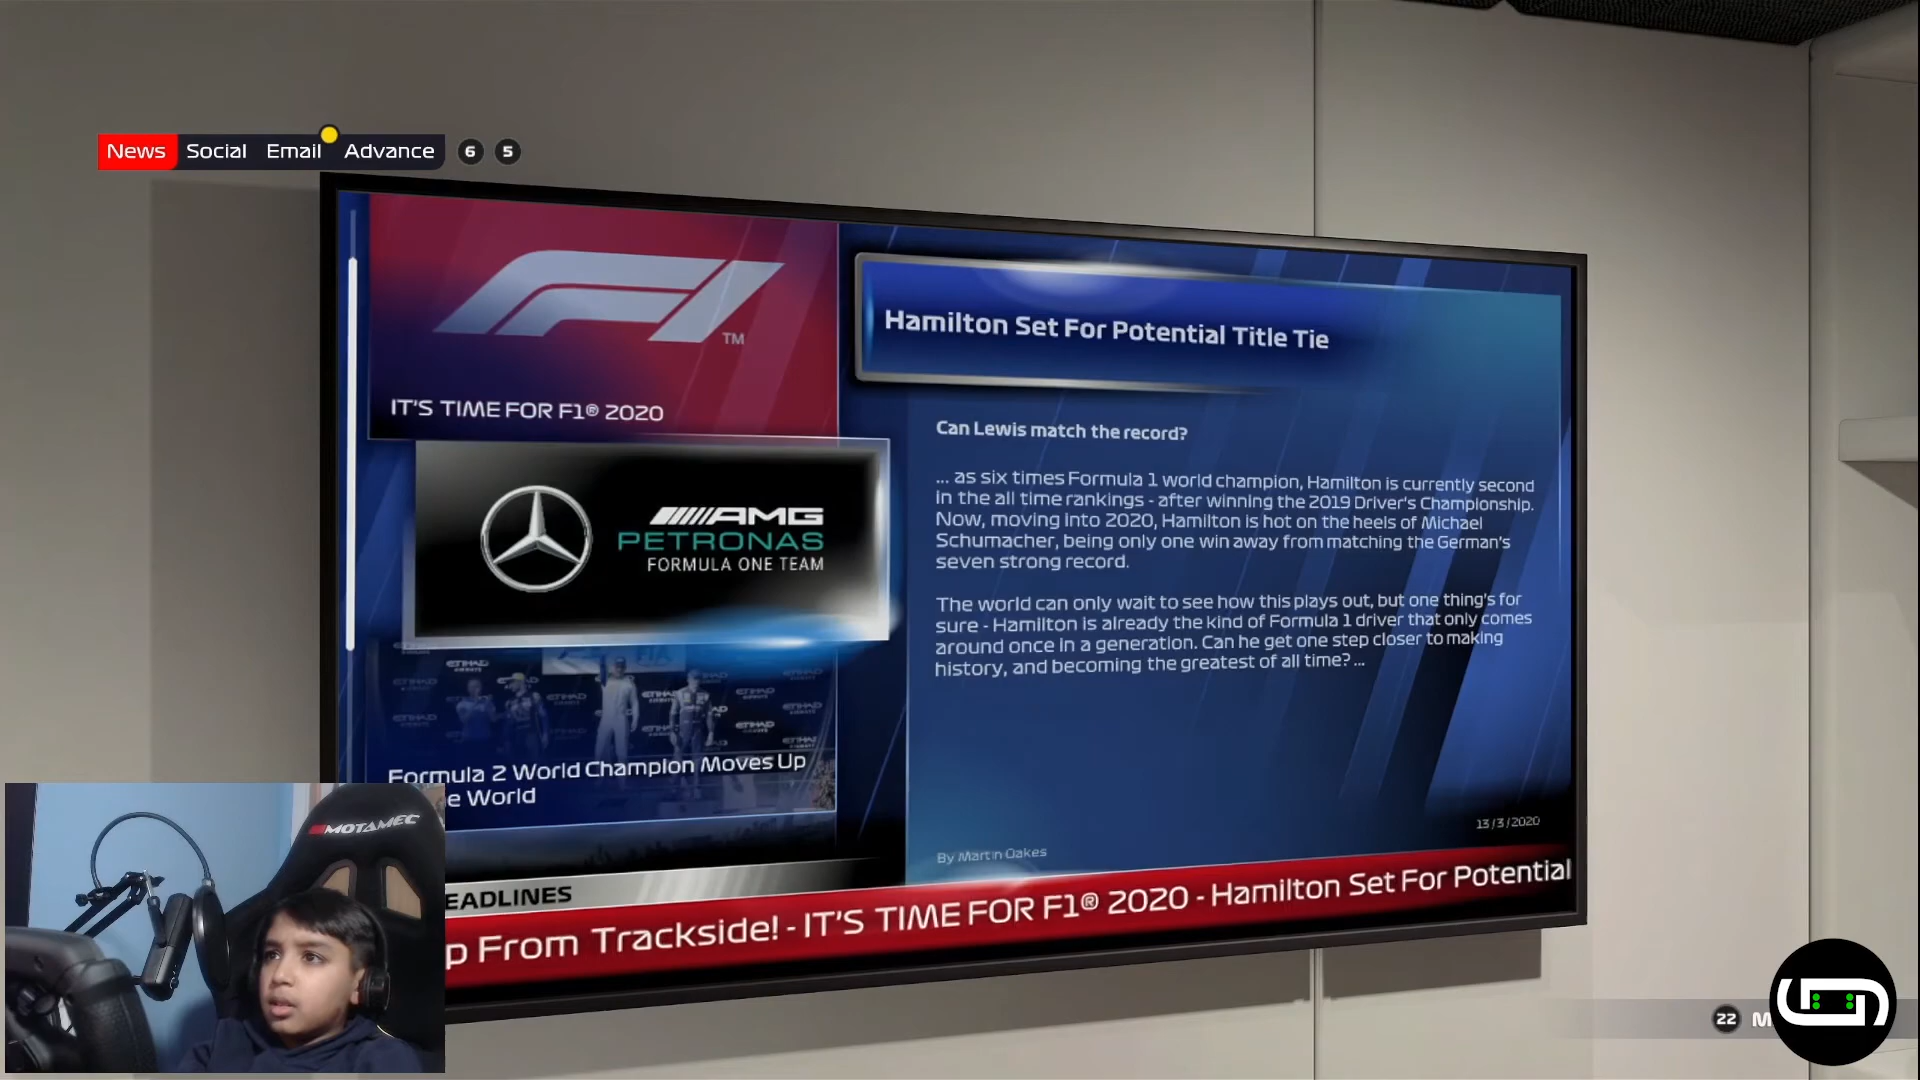 News Social Email Advance 6 5
F1
TM
IT'S TIME FOR F1® 2020
AMG
PETRONAS
FORMULA ONE TEAM
ETIHAD
FIA
Formula 2 World Champion Moves Up
e World
Hamilton Set For Potential Title Tie
Can Lewis match the record?
... as six times Formula 1 world champion, Hamilton is currently second
in the all time rankings - after winning the 2019 Driver's Championship.
Now, moving into 2020, Hamilton is hot on the heels of Michael
Schumacher, being only one win away from matching the German's
seven strong record.
The world can only wait to see how this plays out, but one thing's for
sure - Hamilton is already the kind of Formula 1 driver that only comes
around once in a generation. Can he get one step closer to making
history, and becoming the greatest of all time? ...
13/3/2020
By Martin Oakes
EADLINES
p From Trackside! - IT'S TIME FOR F1® 2020 - Hamilton Set For Potential
MOTAMEC
22 M